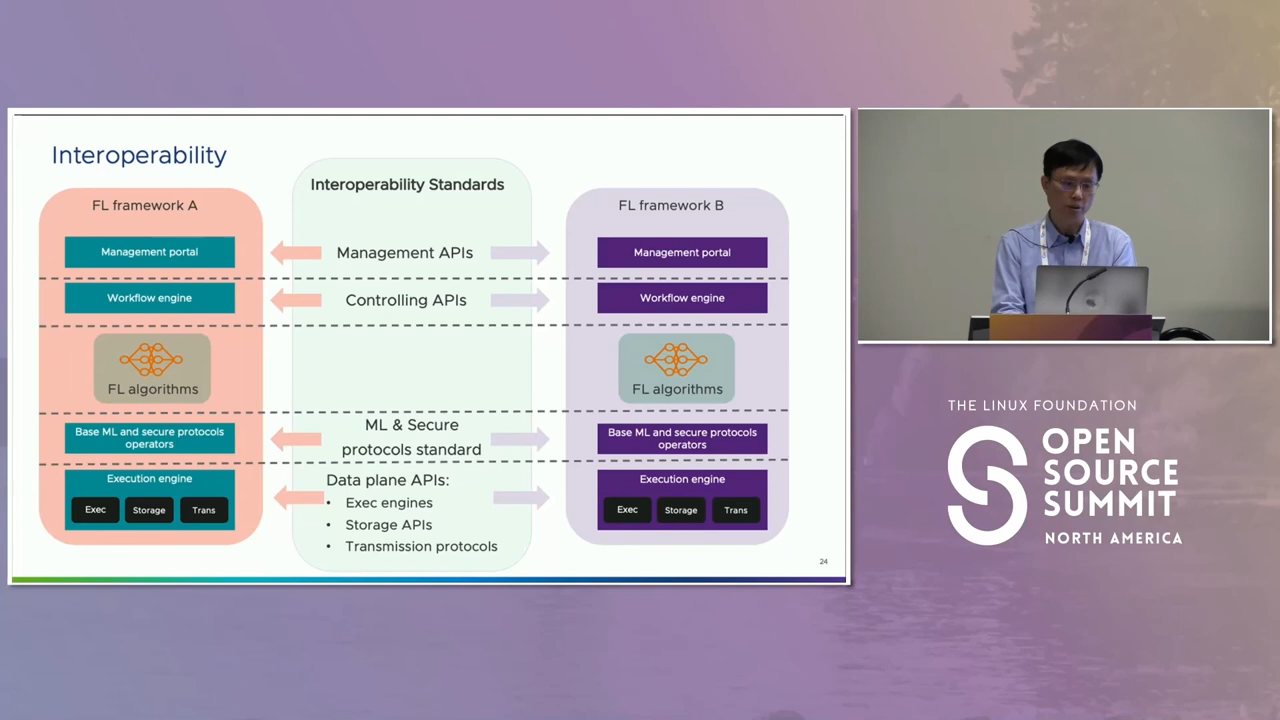 Interoperability
FL framework A
Management portal
Workflow engine
FL algorithms
Base ML and secure protocols
operators
Execution engine
Exec
Storage
Trans
Interoperability Standards
Management APIs
Controlling APIs
ML & Secure
protocols standard
Data plane APIs:
• Exec engines
• Storage APIs
• Transmission protocols
FL framework B
Management portal
Workflow engine
FL algorithms
Base ML and secure protocols
operators
Execution engine
Exec
Storage
Trans
24
THE LINUX FOUNDATION
OPEN
SOURCE
SUMMIT
NORTH AMERICA